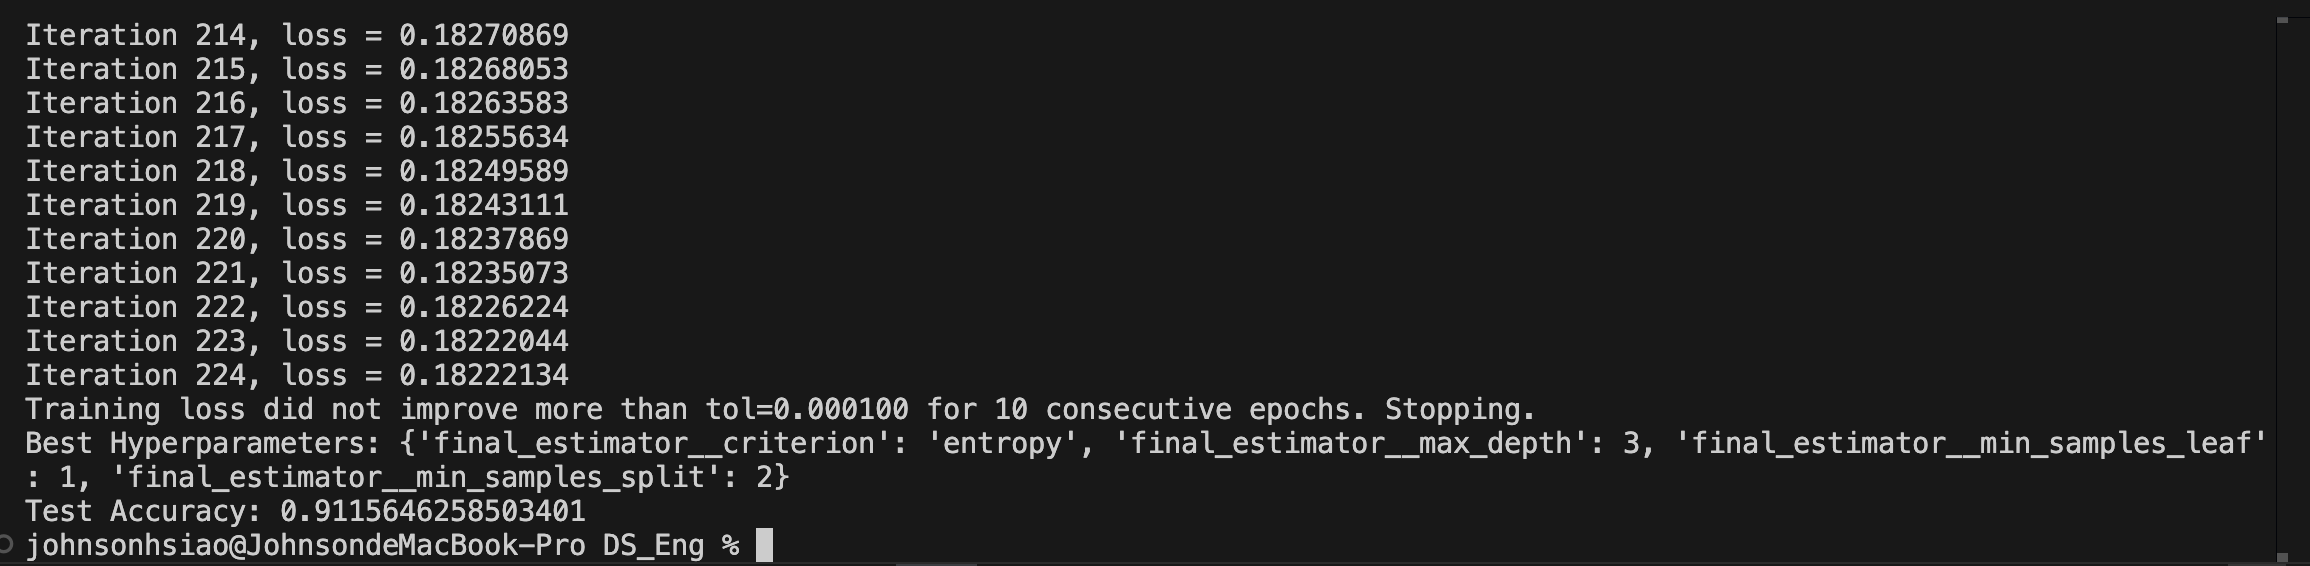 Iteration 214, loss = 0.18270869
Iteration 215, loss = 0.18268053
Iteration 216, loss = 0.18263583
Iteration 217, loss = 0.18255634
Iteration 218, loss = 0.18249589
Iteration 219, loss = 0.18243111
Iteration 220, loss = 0.18237869
Iteration 221, loss = 0.18235073
Iteration 222, loss = 0.18226224
Iteration 223, loss = 0.18222044
Iteration 224, loss = 0.18222134
Training loss did not improve more than tol=0.000100 for 10 consecutive epochs. Stopping.
Best Hyperparameters: {'final_estimator__criterion': 'entropy', 'final_estimator__max_depth': 3, 'final_estimator__min_samples_leaf'
: 1, 'final_estimator__min_samples_split': 2}
Test Accuracy: 0.9115646258503401
johnsonhsiao@JohnsondeMacBook-Pro DS_Eng %